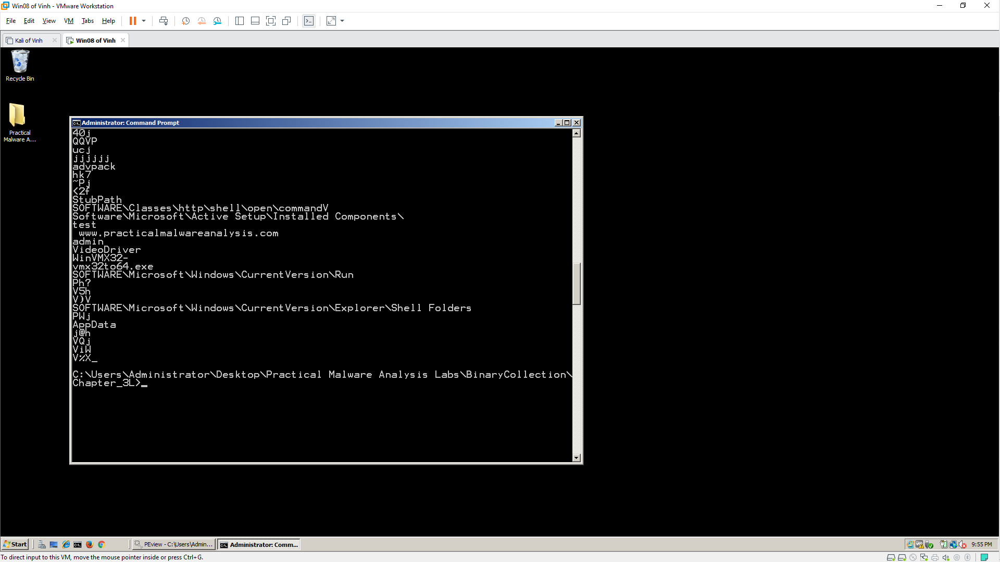 Win08 of Vinh - VMware Workstation
File Edit View VM Tabs Help
Kali of Vinh
Win08 of Vinh
Recycle Bin
Practical
Malware A...
Administrator: Command Prompt
40j
QQVP
ucj
jjjjjj
advpack
hk7
~Pj
<2f
StubPath
SOFTWARE\Classes\http\shell\open\commandV
Software\Microsoft\Active Setup\Installed Components\
test
www.practicalmalwareanalysis.com
admin
VideoDriver
WinVMX32-
vmx32to64.exe
SOFTWARE\Microsoft\Windows\CurrentVersion\Run
Ph?
V5h
V)V
SOFTWARE\Microsoft\Windows\CurrentVersion\Explorer\Shell Folders
PWj
AppData
j@h
VQj
ViW
V%X_
C:\Users\Administrator\Desktop\Practical Malware Analysis Labs\BinaryCollection\
Chapter_3L>_
Start
PEview - C:\Users\Admin...
Administrator: Comm...
9:55 PM
To direct input to this VM, move the mouse pointer inside or press Ctrl+G.